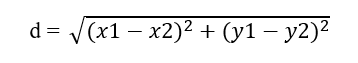 d = √(x1 − x2)² + (y1 − y2)²